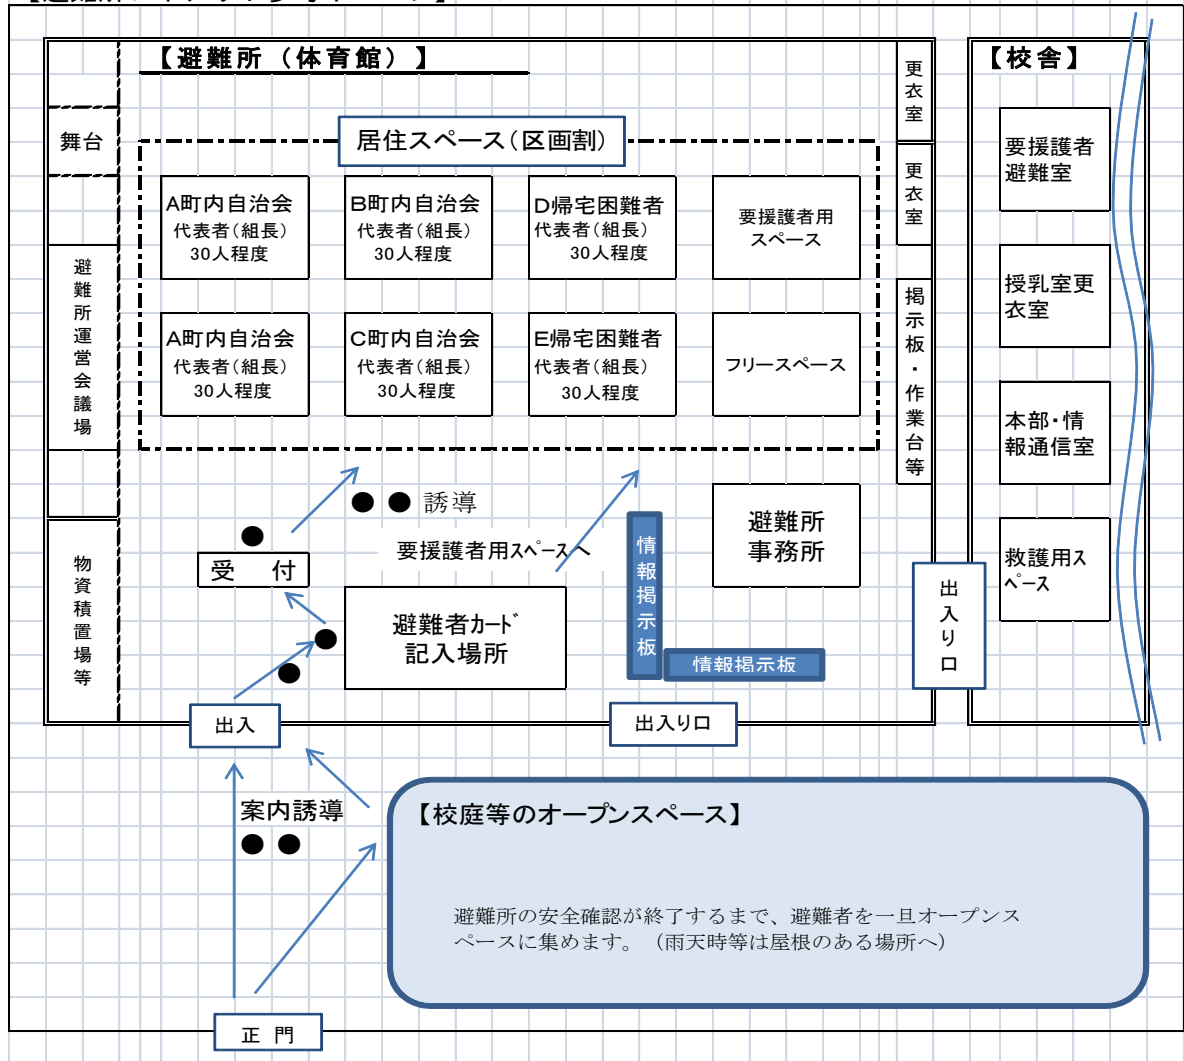 【避難所（体育館）】
【校舎】
更衣室
舞台
居住スペース（区画割）
要援護者
避難室
更衣室
A町内自治会
代表者（組長）
30人程度
B町内自治会
代表者（組長）
30人程度
D帰宅困難者
代表者（組長）
30人程度
要援護者用
スペース
避難所運営会議場
授乳室更
衣室
掲示板・作業台等
A町内自治会
代表者（組長）
30人程度
C町内自治会
代表者（組長）
30人程度
E帰宅困難者
代表者（組長）
30人程度
フリースペース
本部・情
報通信室
誘導
避難所
事務所
情報掲示板
要援護者用スペースへ
受　付
物資積置場等
救護用ス
ペース
出入り口
避難者カード
記入場所
情報掲示板
出入
出入り口
案内誘導
【校庭等のオープンスペース】
避難所の安全確認が終了するまで、避難者を一旦オープンス
ペースに集めます。（雨天時等は屋根のある場所へ）
正 門